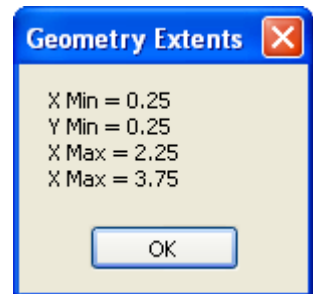 Geometry Extents
X Min = 0.25
Y Min = 0.25
X Max = 2.25
X Max = 3.75
OK